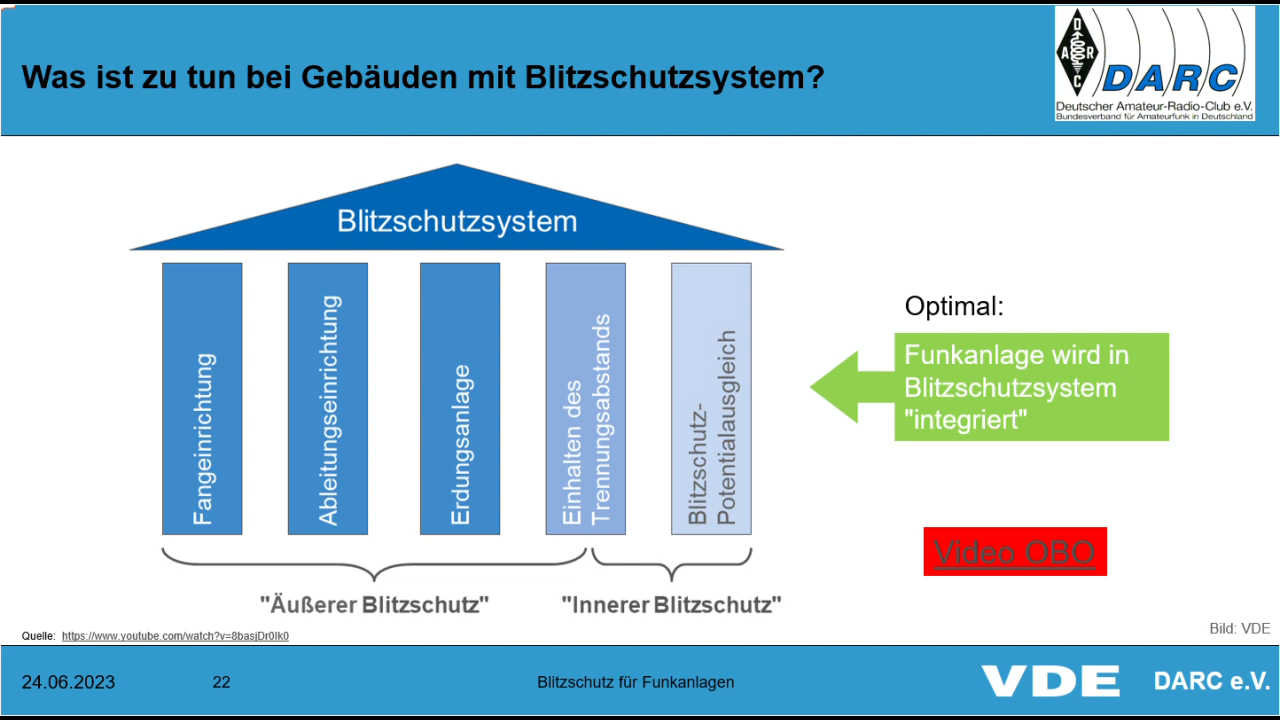 Was ist zu tun bei Gebäuden mit Blitzschutzsystem?
D
A R
C
DARC
Deutscher Amateur-Radio-Club e.V.
Bundesverband für Amateurfunk in Deutschland
Blitzschutzsystem
Fangeinrichtung
Ableitungseinrichtung
Erdungsanlage
Einhalten des
Trennungsabstands
Blitzschutz-
Potentialausgleich
Optimal:
Funkanlage wird in
Blitzschutzsystem
"integriert"
Video OBO
"Äußerer Blitzschutz"
"Innerer Blitzschutz"
Bild: VDE
Quelle: https://www.youtube.com/watch?v=8basjDr0lk0
24.06.2023
22
Blitzschutz für Funkanlagen
VDE
DARC e.V.